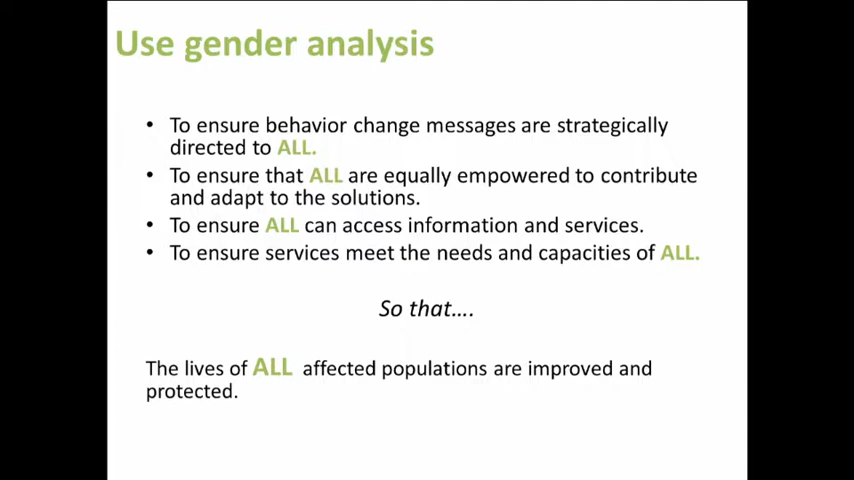 Use gender analysis
• To ensure behavior change messages are strategically
directed to ALL.
• To ensure that ALL are equally empowered to contribute
and adapt to the solutions.
• To ensure ALL can access information and services.
• To ensure services meet the needs and capacities of ALL.
So that....
The lives of ALL affected populations are improved and
protected.